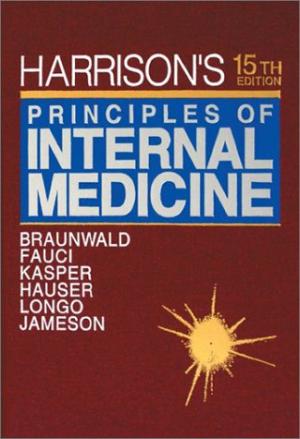 HARRISON'S 15TH
EDITION
PRINCIPLES OF
INTERNAL
MEDICINE
BRAUNWALD
FAUCI
KASPER
HAUSER
LONGO
JAMESON